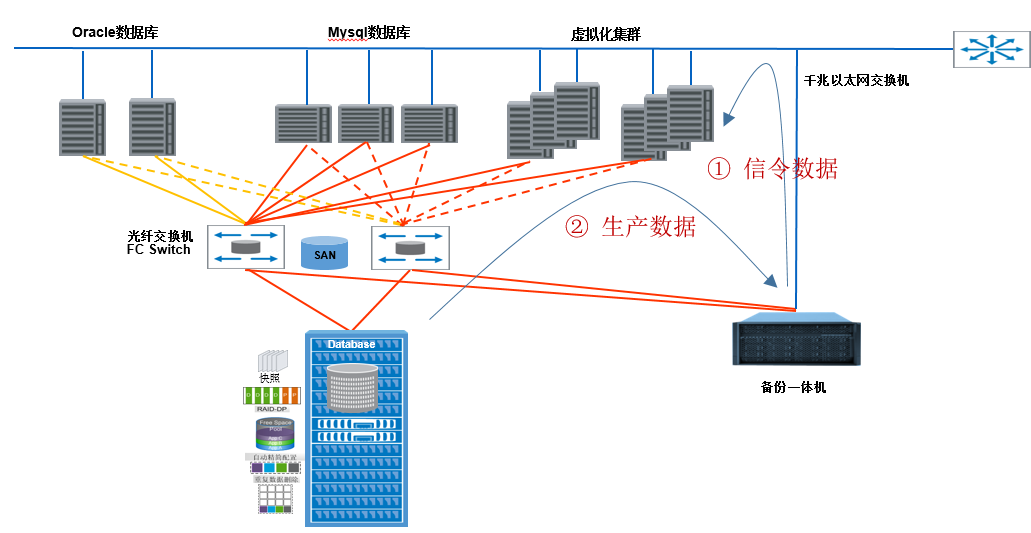 Oracle数据库
Mysql数据库
虚拟化集群
千兆以太网交换机
① 信令数据
② 生产数据
光纤交换机
FC Switch
SAN
Database
快照
D D D D P P
RAID-DP
Free Space
Pool
App C
自动精简配置
重复数据删除
备份一体机